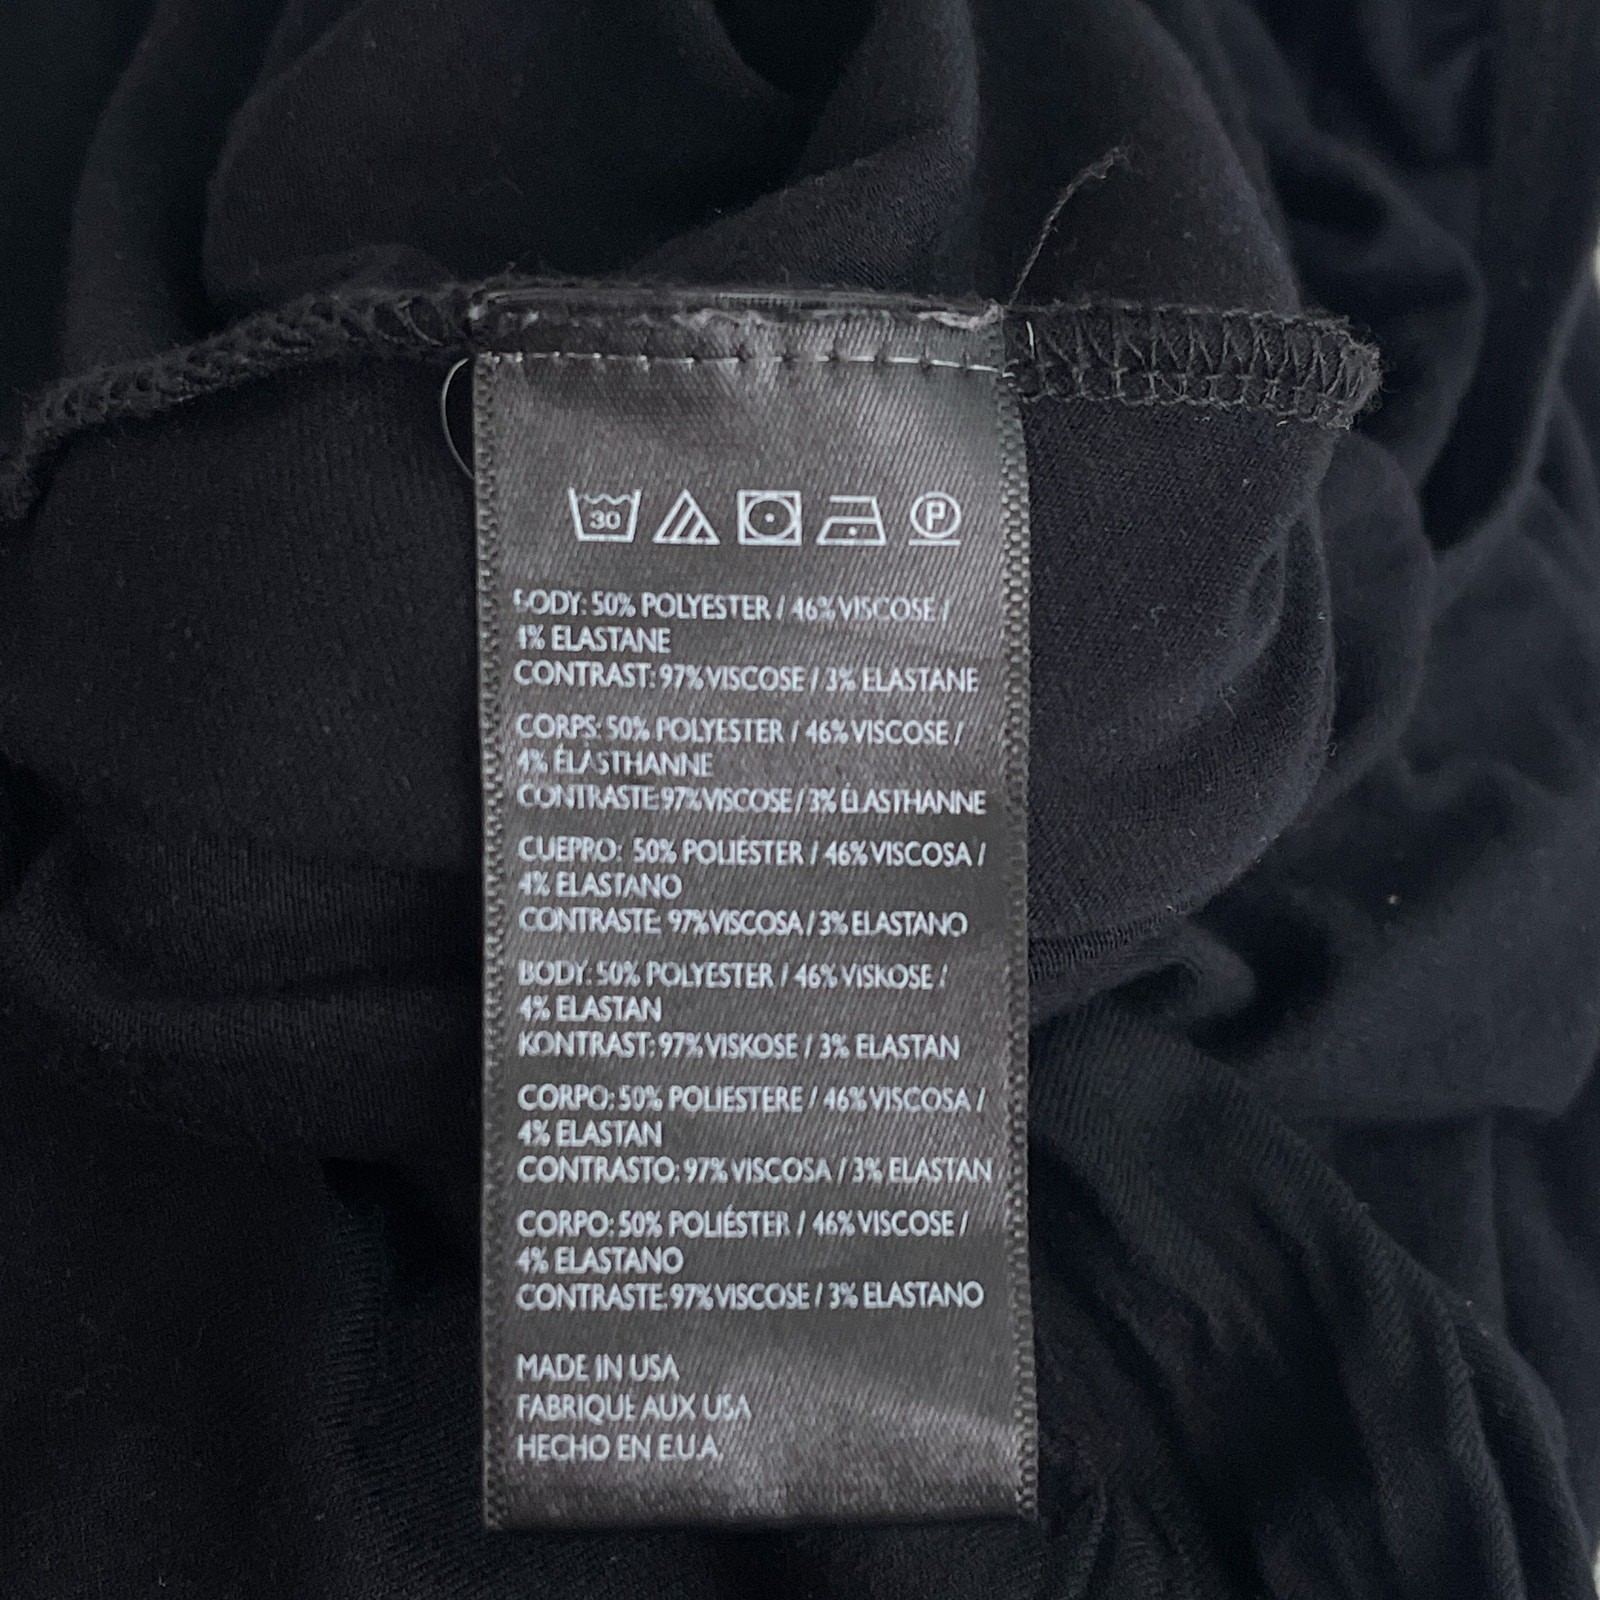 30 P
BODY: 50% POLYESTER / 46% VISCOSE /
4% ELASTANE
CONTRAST: 97% VISCOSE / 3% ELASTANE
CORPS: 50% POLYESTER / 46% VISCOSE /
4% ÉLASTHANNE
CONTRASTE: 97% VISCOSE / 3% ÉLASTHANNE
CUEPRO: 50% POLIÉSTER / 46% VISCOSA /
4% ELASTANO
CONTRASTE: 97% VISCOSA / 3% ELASTANO
BODY: 50% POLYESTER / 46% VISKOSE /
4% ELASTAN
KONTRAST: 97% VISKOSE / 3% ELASTAN
CORPO: 50% POLIESTERE / 46% VISCOSA /
4% ELASTAN
CONTRASTO: 97% VISCOSA / 3% ELASTAN
CORPO: 50% POLIÉSTER / 46% VISCOSE /
4% ELASTANO
CONTRASTE: 97% VISCOSE / 3% ELASTANO
MADE IN USA
FABRIQUE AUX USA
HECHO EN E.U.A.